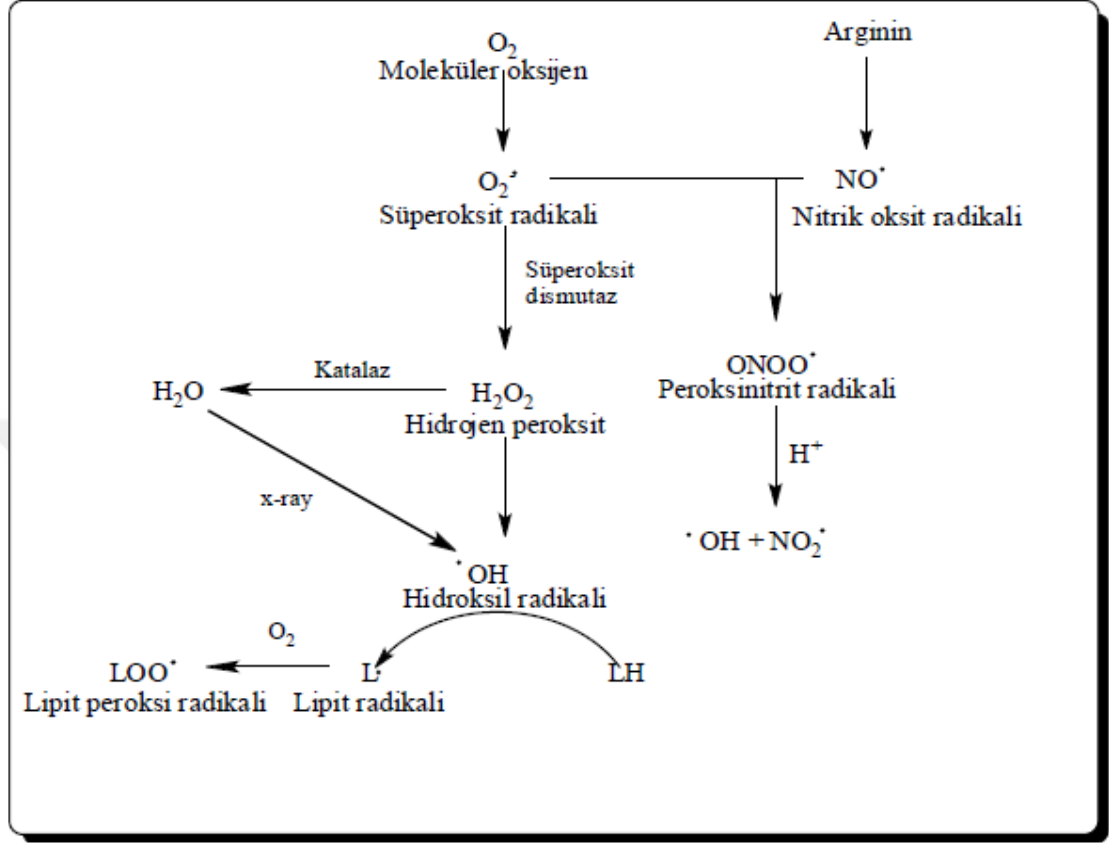 O₂
Moleküler oksijen
Arginin
O₂·
Süperoksit radikali
NO·
Nitrik oksit radikali
Süperoksit
dismutaz
ONOO·
Peroksinitrit radikali
H₂O
Katalaz
H₂O₂
Hidrojen peroksit
H⁺
x-ray
· OH + NO₂·
· OH
Hidroksil radikali
O₂
LOO·
L·
LH
Lipit peroksi radikali
Lipit radikali